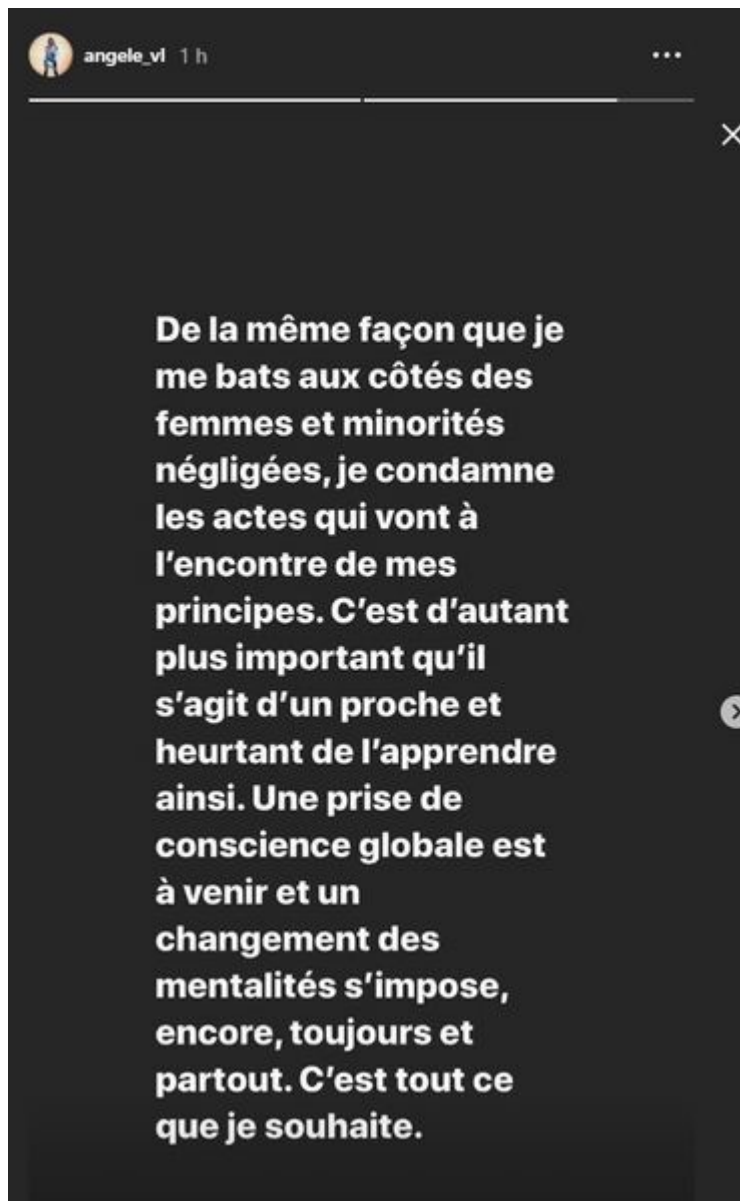 angele_vl 1 h
De la même façon que je
me bats aux côtés des
femmes et minorités
négligées, je condamne
les actes qui vont à
l'encontre de mes
principes. C'est d'autant
plus important qu'il
s'agit d'un proche et
heurtant de l'apprendre
ainsi. Une prise de
conscience globale est
à venir et un
changement des
mentalités s'impose,
encore, toujours et
partout. C'est tout ce
que je souhaite.